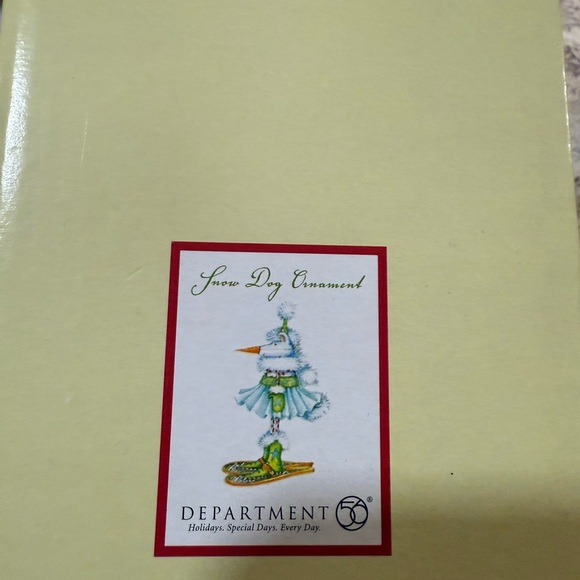 Snow Dog Ornament
DEPARTMENT 56®
Holidays. Special Days. Every Day.